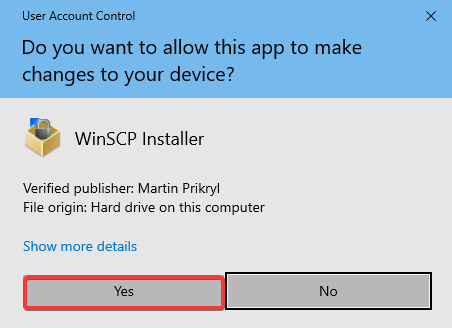 User Account Control
Do you want to allow this app to make
changes to your device?
WinSCP Installer
Verified publisher: Martin Prikryl
File origin: Hard drive on this computer
Show more details
Yes
No